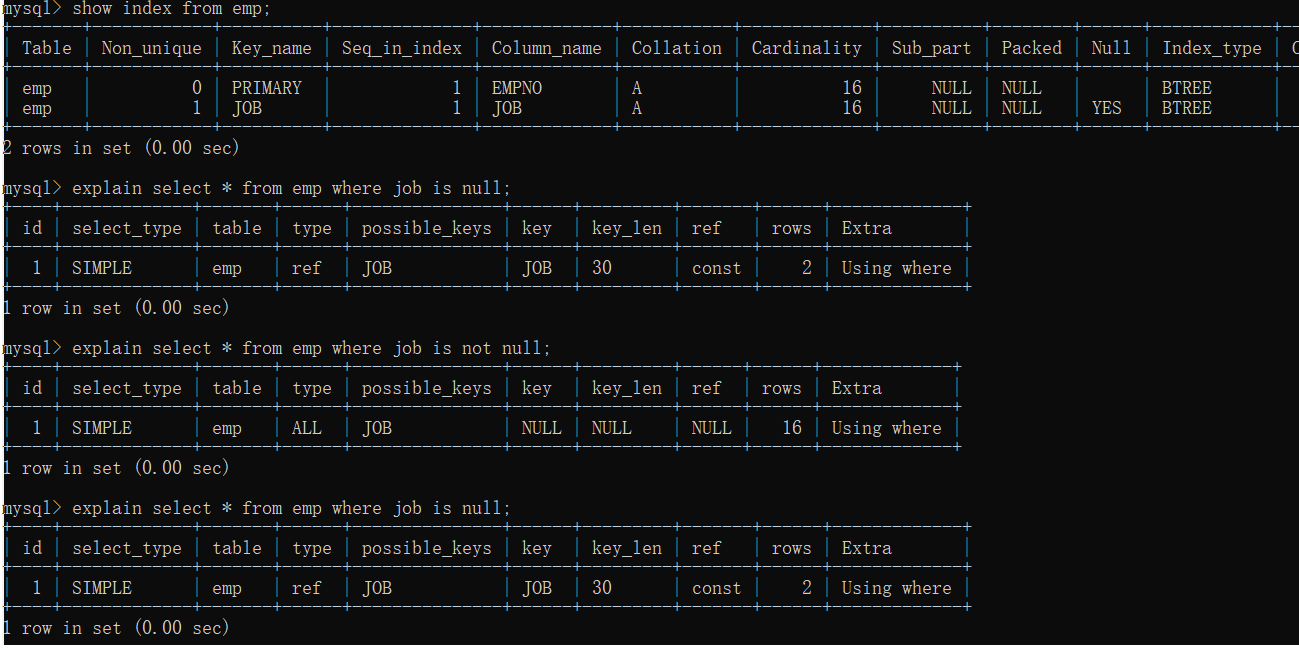 mysql> show index from emp;
| Table | Non_unique | Key_name | Seq_in_index | Column_name | Collation | Cardinality | Sub_part | Packed | Null | Index_type | C
| emp | 0 | PRIMARY | 1 | EMPNO | A | 16 | NULL | NULL | | BTREE |
| emp | 1 | JOB | 1 | JOB | A | 16 | NULL | NULL | YES | BTREE |
2 rows in set (0.00 sec)
mysql> explain select * from emp where job is null;
| id | select_type | table | type | possible_keys | key | key_len | ref | rows | Extra |
| 1 | SIMPLE | emp | ref | JOB | JOB | 30 | const | 2 | Using where |
1 row in set (0.00 sec)
mysql> explain select * from emp where job is not null;
| id | select_type | table | type | possible_keys | key | key_len | ref | rows | Extra |
| 1 | SIMPLE | emp | ALL | JOB | NULL | NULL | NULL | 16 | Using where |
1 row in set (0.00 sec)
mysql> explain select * from emp where job is null;
| id | select_type | table | type | possible_keys | key | key_len | ref | rows | Extra |
| 1 | SIMPLE | emp | ref | JOB | JOB | 30 | const | 2 | Using where |
1 row in set (0.00 sec)